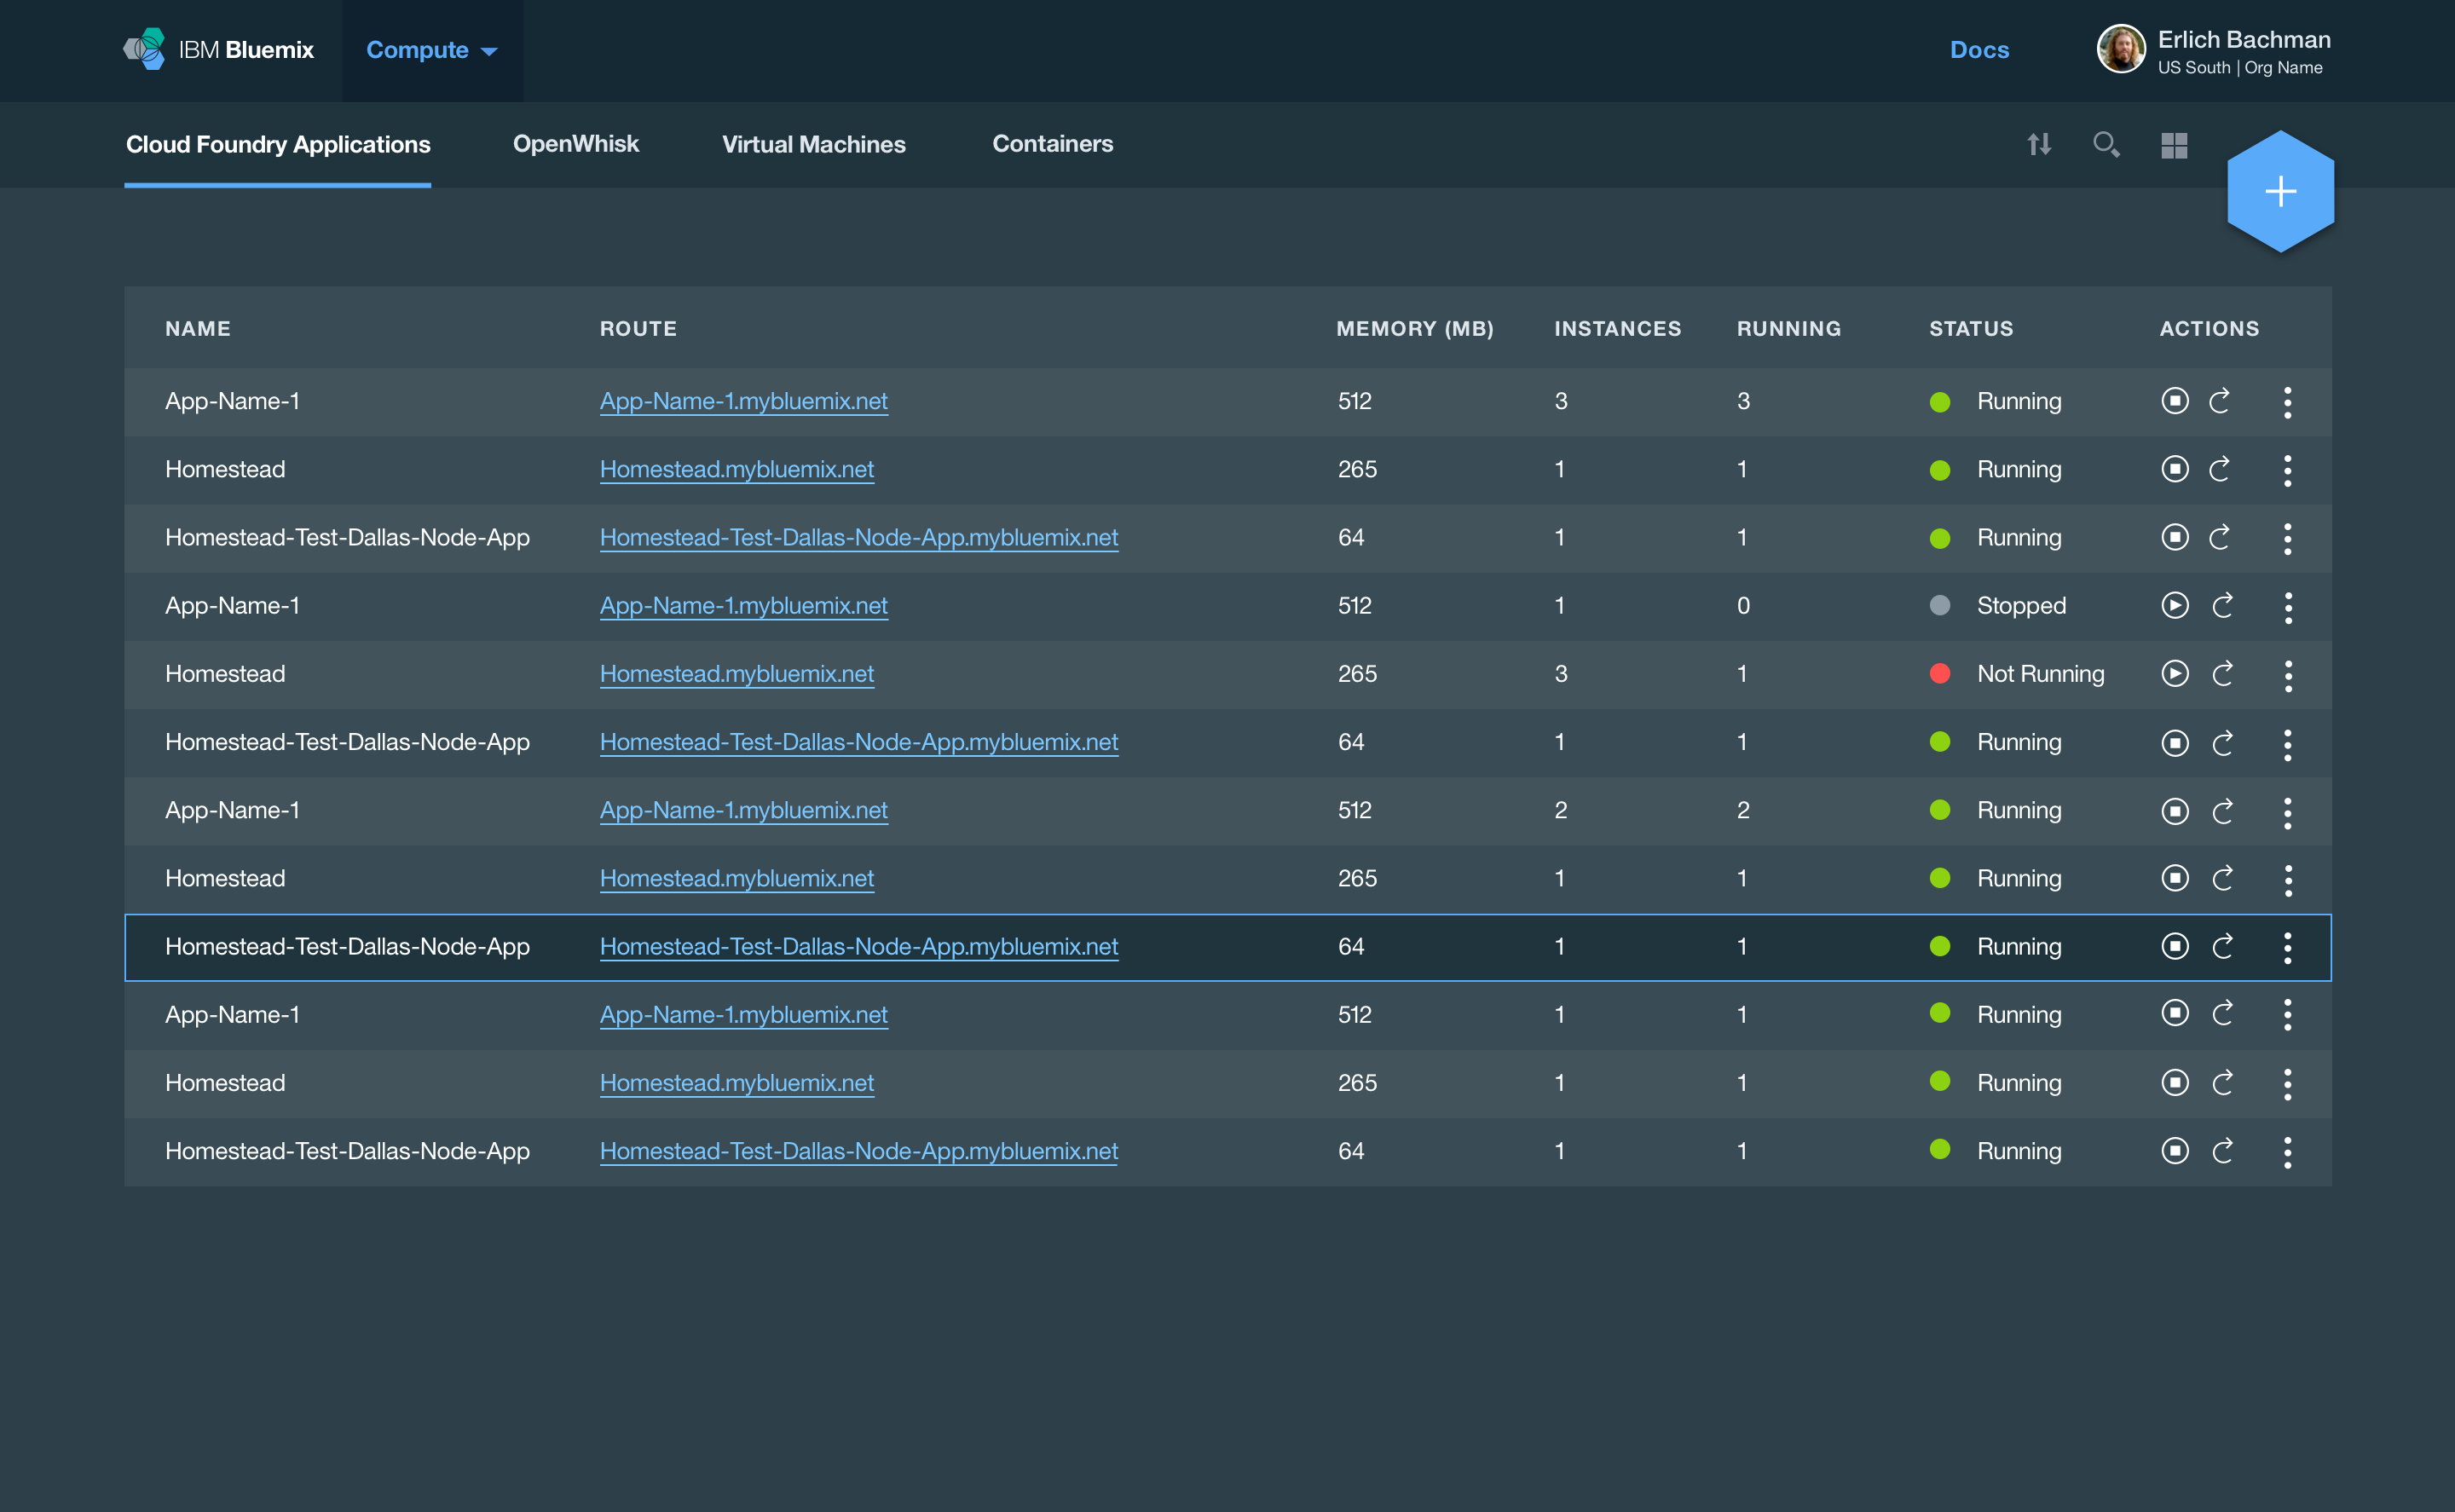 IBM Bluemix Compute Docs Erlich Bachman
US South | Org Name
Cloud Foundry Applications OpenWhisk Virtual Machines Containers
NAME ROUTE MEMORY (MB) INSTANCES RUNNING STATUS ACTIONS
App-Name-1 App-Name-1.mybluemix.net 512 3 3 Running
Homestead Homestead.mybluemix.net 265 1 1 Running
Homestead-Test-Dallas-Node-App Homestead-Test-Dallas-Node-App.mybluemix.net 64 1 1 Running
App-Name-1 App-Name-1.mybluemix.net 512 1 0 Stopped
Homestead Homestead.mybluemix.net 265 3 1 Not Running
Homestead-Test-Dallas-Node-App Homestead-Test-Dallas-Node-App.mybluemix.net 64 1 1 Running
App-Name-1 App-Name-1.mybluemix.net 512 2 2 Running
Homestead Homestead.mybluemix.net 265 1 1 Running
Homestead-Test-Dallas-Node-App Homestead-Test-Dallas-Node-App.mybluemix.net 64 1 1 Running
App-Name-1 App-Name-1.mybluemix.net 512 1 1 Running
Homestead Homestead.mybluemix.net 265 1 1 Running
Homestead-Test-Dallas-Node-App Homestead-Test-Dallas-Node-App.mybluemix.net 64 1 1 Running